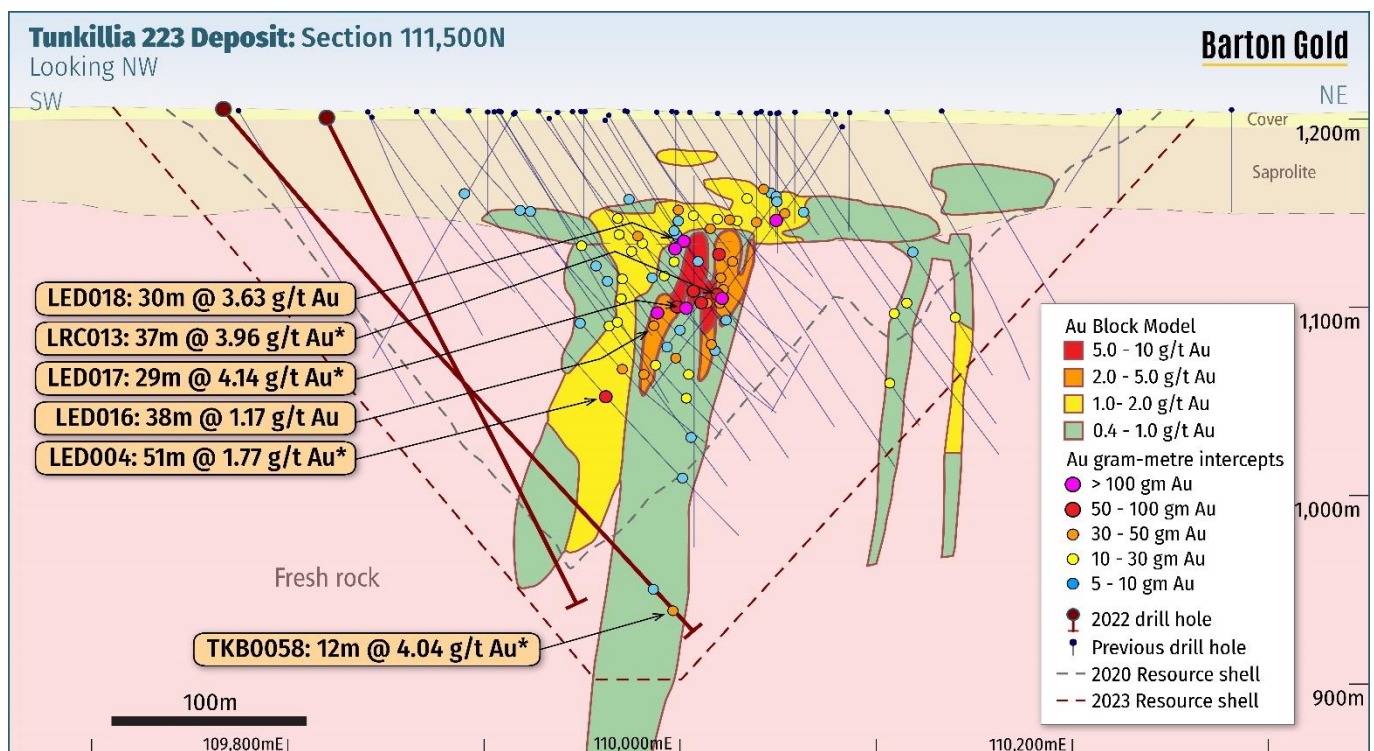 Tunkillia 223 Deposit: Section 111,500N
Looking NW
SW
Barton Gold
NE
Cover
1,200m
Saprolite
LED018: 30m @ 3.63 g/t Au
LRC013: 37m @ 3.96 g/t Au*
LED017: 29m @ 4.14 g/t Au*
LED016: 38m @ 1.17 g/t Au
LED004: 51m @ 1.77 g/t Au*
1,100m
Au Block Model
5.0 - 10 g/t Au
2.0 - 5.0 g/t Au
1.0- 2.0 g/t Au
0.4 - 1.0 g/t Au
Au gram-metre intercepts
> 100 gm Au
50 - 100 gm Au
30 - 50 gm Au
10 - 30 gm Au
5 - 10 gm Au
2022 drill hole
Previous drill hole
2020 Resource shell
2023 Resource shell
1,000m
Fresh rock
TKB0058: 12m @ 4.04 g/t Au*
900m
100m
109,800mE
110,000mE
110,200mE